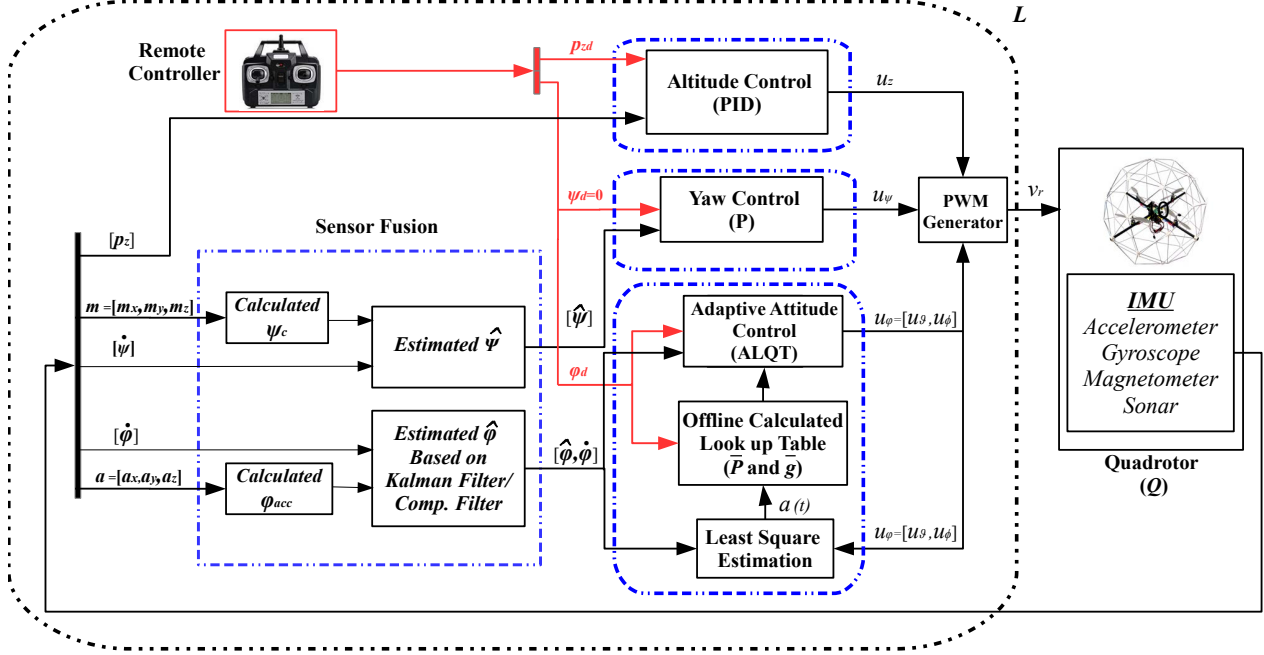 L
Remote
Controller
p_zd
Altitude Control
(PID)
u_z
ψ_d=0
Yaw Control
(P)
u_ψ
PWM
Generator
v_r
Sensor Fusion
[p_z]
m =[m_x,m_y,m_z]
Calculated
ψ_c
[ψ̇]
Estimated ψ̂
[ψ̂]
φ_d
Adaptive Attitude
Control
(ALQT)
u_φ=[u_ϑ,u_ϕ]
IMU
Accelerometer
Gyroscope
Magnetometer
Sonar
Quadrotor
(Q)
[φ̇]
Estimated φ̂
Based on
Kalman Filter/
Comp. Filter
[φ̂,φ̇]
a =[a_x,a_y,a_z]
Calculated
φ_acc
Offline Calculated
Look up Table
(P̅ and g̅)
a (t)
Least Square
Estimation
u_φ=[u_ϑ,u_ϕ]